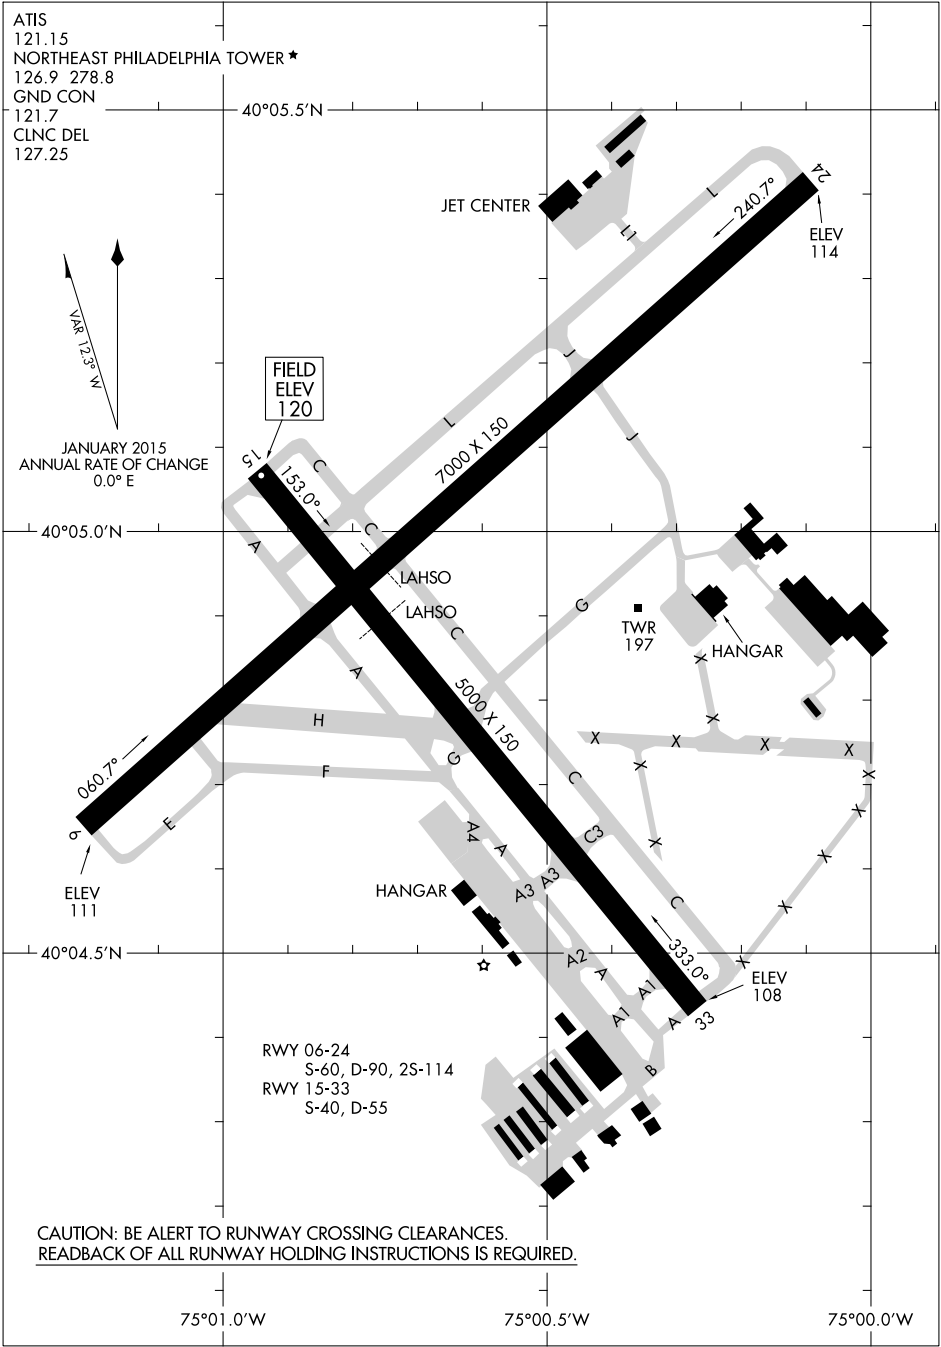 ATIS
121.15
NORTHEAST PHILADELPHIA TOWER ★
126.9 278.8
GND CON
121.7
CLNC DEL
127.25
40°05.5'N
JET CENTER
L
24
240.7°
L1
ELEV
114
VAR 12.3° W
J
FIELD
ELEV
120
L
7000 X 150
J
JANUARY 2015
ANNUAL RATE OF CHANGE
0.0° E
15
C
153.0°
40°05.0'N
A
C
LAHSO
LAHSO
G
TWR
197
HANGAR
C
A
X
5000 X 150
H
X
X
X
X
X
G
F
X
X
C
060.7°
X
E
6
A4
A
C3
X
X
ELEV
111
HANGAR
A3
A3
C
X
40°04.5'N
A2
A
333.0°
X
A1
ELEV
108
A1
A
33
B
RWY 06-24
S-60, D-90, 2S-114
RWY 15-33
S-40, D-55
CAUTION: BE ALERT TO RUNWAY CROSSING CLEARANCES.
READBACK OF ALL RUNWAY HOLDING INSTRUCTIONS IS REQUIRED.
75°01.0'W
75°00.5'W
75°00.0'W